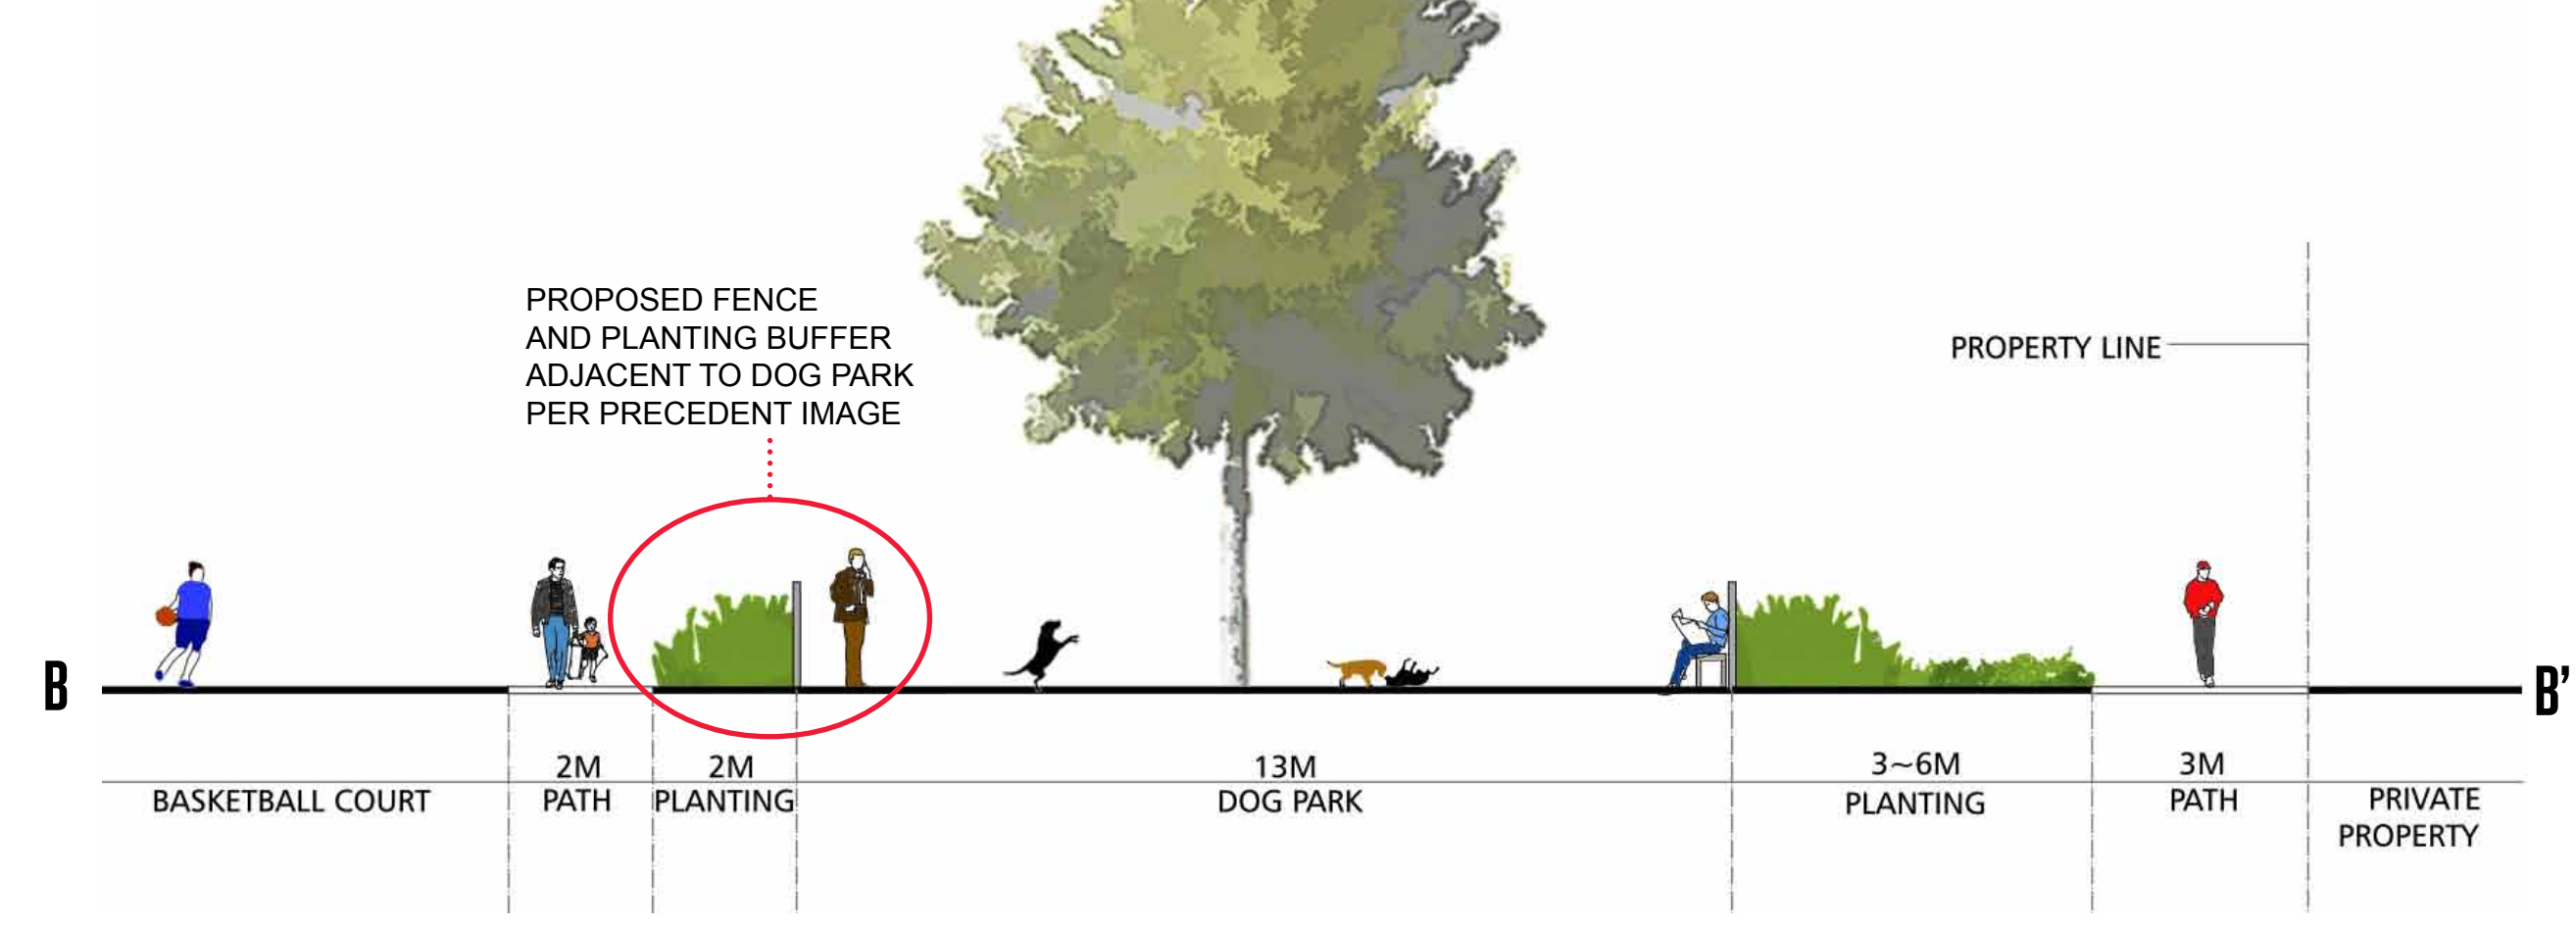 PROPOSED FENCE
AND PLANTING BUFFER
ADJACENT TO DOG PARK
PER PRECEDENT IMAGE
PROPERTY LINE
B
B’
2M
2M
13M
3~6M
3M
BASKETBALL COURT
PATH
PLANTING
DOG PARK
PLANTING
PATH
PRIVATE
PROPERTY